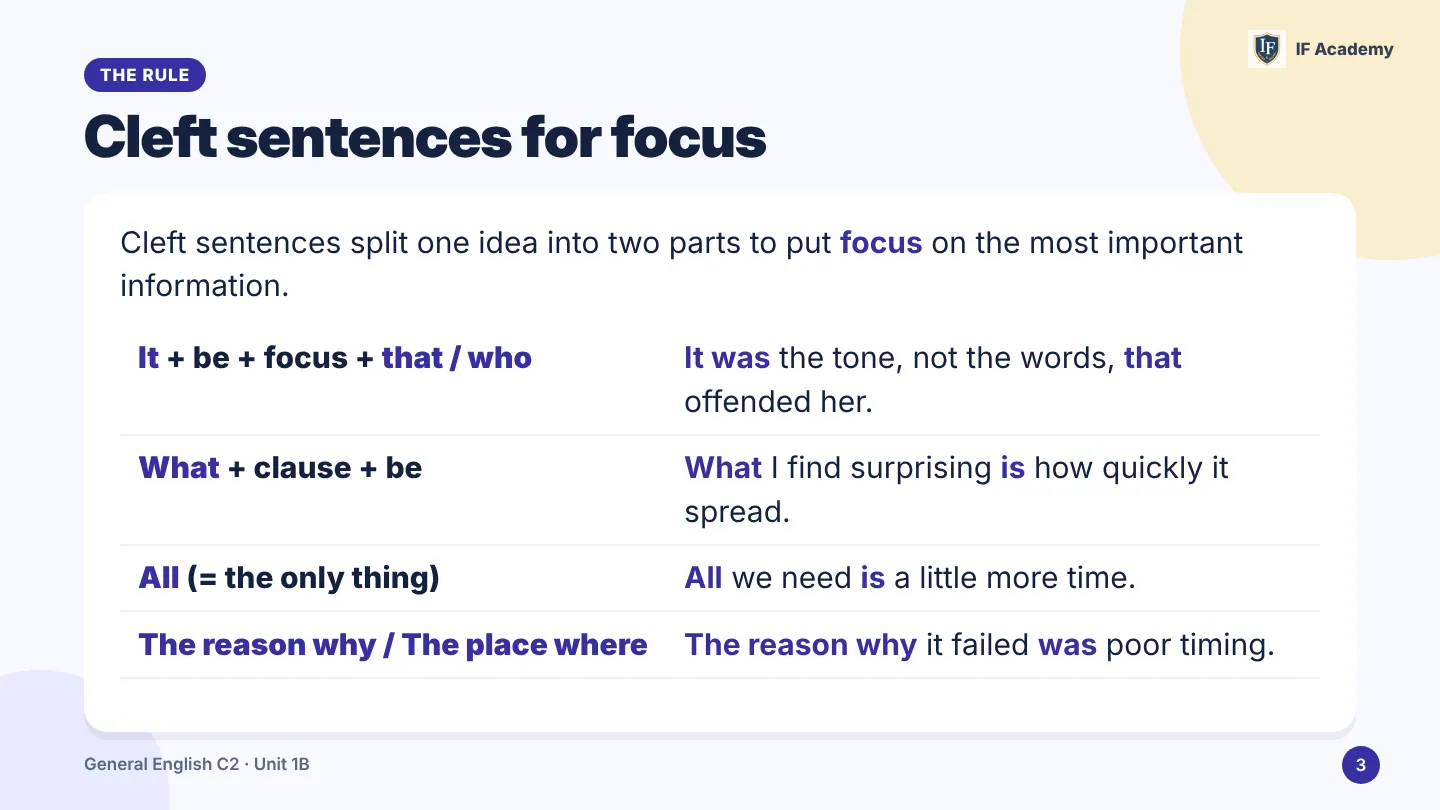 IF
IF Academy
THE RULE
Cleft sentences for focus
Cleft sentences split one idea into two parts to put focus on the most important
information.
It + be + focus + that / who
It was the tone, not the words, that
offended her.
What + clause + be
What I find surprising is how quickly it
spread.
All (= the only thing)
All we need is a little more time.
The reason why / The place where
The reason why it failed was poor timing.
General English C2 · Unit 1B
3